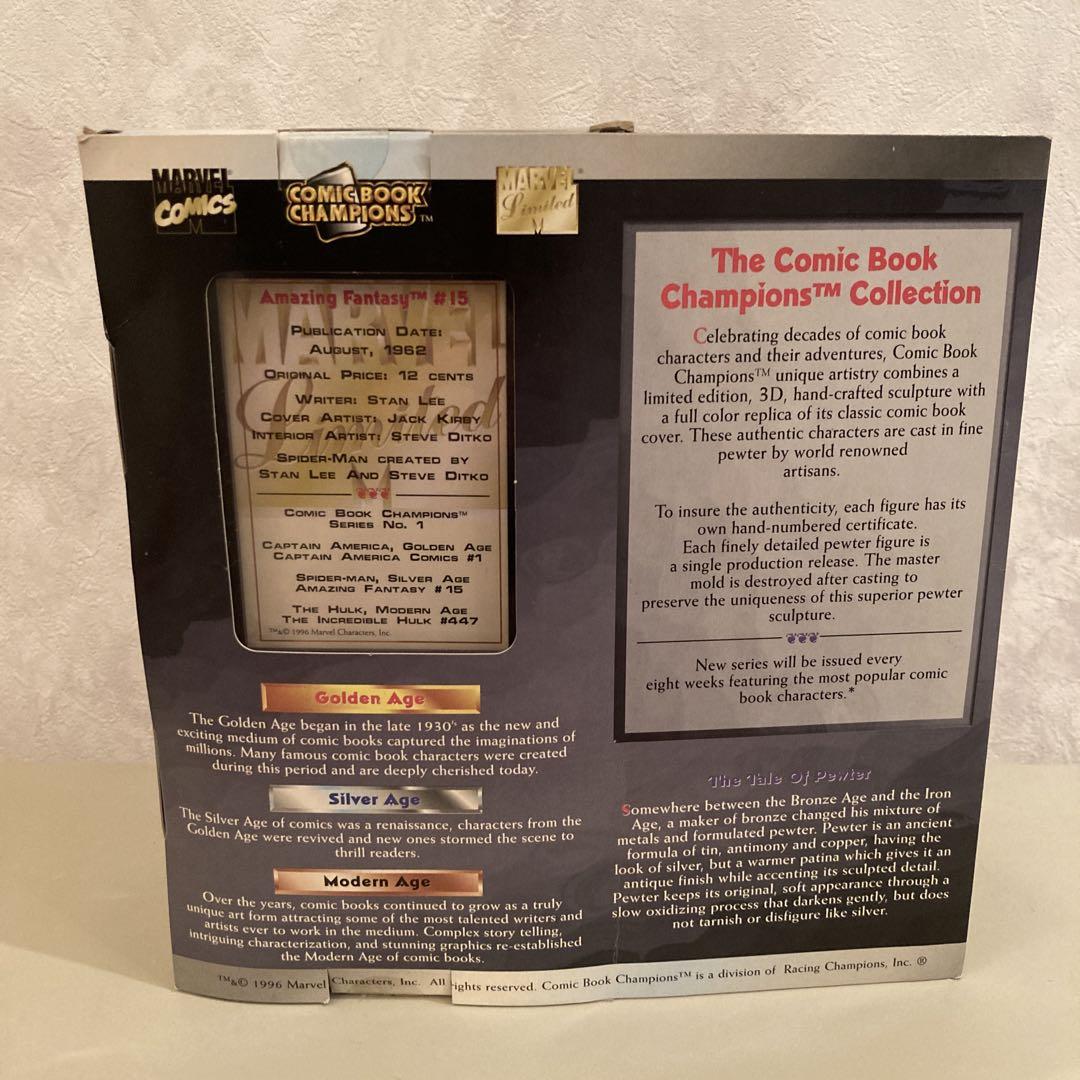 MARVEL
COMICS
M
COMIC BOOK
CHAMPIONS™
MARVEL
Limited
M
Amazing Fantasy™ #15
MARVEL
Limited
M
Publication Date:
August, 1962
Original Price: 12 cents
Writer: Stan Lee
Cover Artist: Jack Kirby
Interior Artist: Steve Ditko
Spider-Man created by
Stan Lee And Steve Ditko
Comic Book Champions™
Series No. 1
Captain America, Golden Age
Captain America Comics #1
Spider-man, Silver Age
Amazing Fantasy #15
The Hulk, Modern Age
The Incredible Hulk #447
™&© 1996 Marvel Characters, Inc.
Golden Age
The Golden Age began in the late 1930's as the new and
exciting medium of comic books captured the imaginations of
millions. Many famous comic book characters were created
during this period and are deeply cherished today.
Silver Age
The Silver Age of comics was a renaissance, characters from the
Golden Age were revived and new ones stormed the scene to
thrill readers.
Modern Age
Over the years, comic books continued to grow as a truly
unique art form attracting some of the most talented writers and
artists ever to work in the medium. Complex story telling,
intriguing characterization, and stunning graphics re-established
the Modern Age of comic books.
The Comic Book
Champions™ Collection
Celebrating decades of comic book
characters and their adventures, Comic Book
Champions™ unique artistry combines a
limited edition, 3D, hand-crafted sculpture with
a full color replica of its classic comic book
cover. These authentic characters are cast in fine
pewter by world renowned
artisans.
To insure the authenticity, each figure has its
own hand-numbered certificate.
Each finely detailed pewter figure is
a single production release. The master
mold is destroyed after casting to
preserve the uniqueness of this superior pewter
sculpture.
New series will be issued every
eight weeks featuring the most popular comic
book characters.*
The Tale Of Pewter
Somewhere between the Bronze Age and the Iron
Age, a maker of bronze changed his mixture of
metals and formulated pewter. Pewter is an ancient
formula of tin, antimony and copper, having the
look of silver, but a warmer patina which gives it an
antique finish while accenting its sculpted detail.
Pewter keeps its original, soft appearance through a
slow oxidizing process that darkens gently, but does
not tarnish or disfigure like silver.
™&© 1996 Marvel Characters, Inc. All ights reserved. Comic Book Champions™ is a division of Racing Champions, Inc. ®